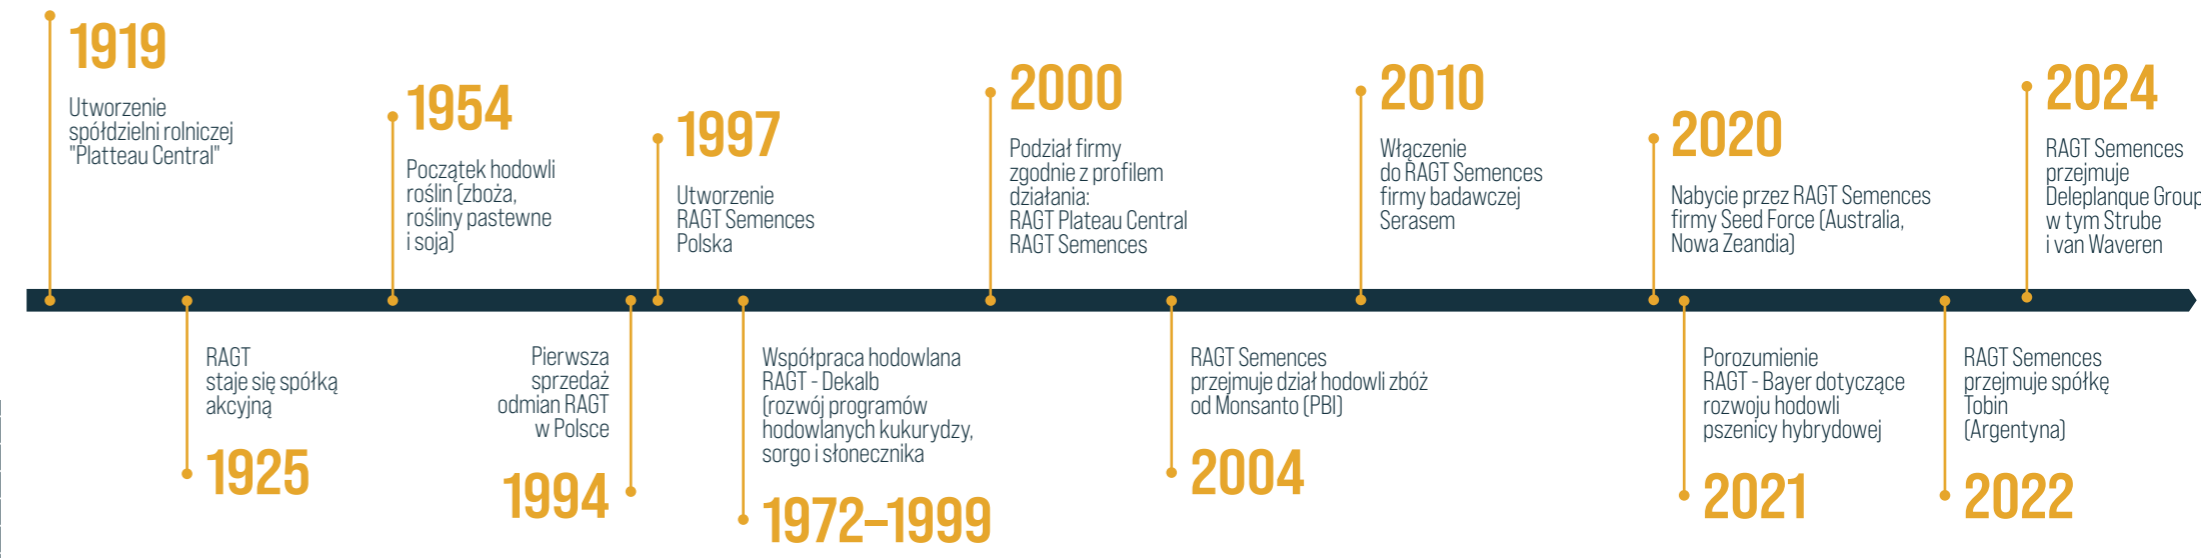 1919
Utworzenie
spółdzielni rolniczej
"Platteau Central"
1954
Początek hodowli
roślin (zboża,
rośliny pastewne
i soja)
1997
Utworzenie
RAGT Semences
Polska
2000
Podział firmy
zgodnie z profilem
działania:
RAGT Plateau Central
RAGT Semences
2010
Włączenie
do RAGT Semences
firmy badawczej
Serasem
2020
Nabycie przez RAGT Semences
firmy Seed Force (Australia,
Nowa Zeandia)
2024
RAGT Semences
przejmuje
Deleplanque Group
w tym Strube
i van Waveren
RAGT
staje się spółką
akcyjną
1925
Pierwsza
sprzedaż
odmian RAGT
w Polsce
1994
Współpraca hodowlana
RAGT - Dekalb
(rozwój programów
hodowlanych kukurydzy,
sorgo i słonecznika
1972–1999
RAGT Semences
przejmuje dział hodowli zbóż
od Monsanto (PBI)
2004
Porozumienie
RAGT - Bayer dotyczące
rozwoju hodowli
pszenicy hybrydowej
2021
RAGT Semences
przejmuje spółkę
Tobin
(Argentyna)
2022